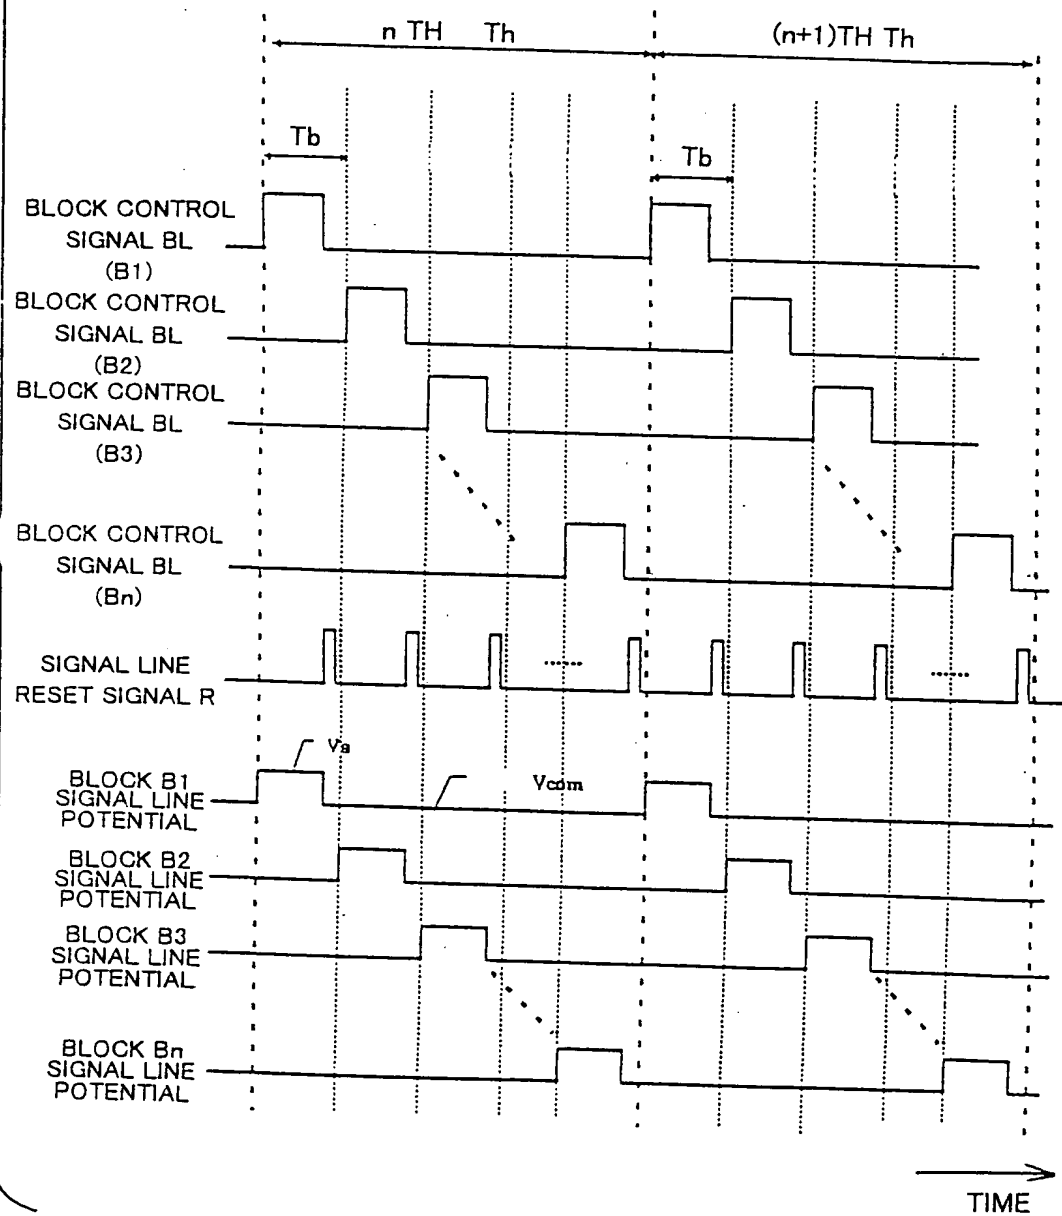 n TH Th
(n+1)TH Th
Tb
Tb
BLOCK CONTROL
SIGNAL BL
(B1)
BLOCK CONTROL
SIGNAL BL
(B2)
BLOCK CONTROL
SIGNAL BL
(B3)
BLOCK CONTROL
SIGNAL BL
(Bn)
SIGNAL LINE
RESET SIGNAL R
Va
Vcom
BLOCK B1
SIGNAL LINE
POTENTIAL
BLOCK B2
SIGNAL LINE
POTENTIAL
BLOCK B3
SIGNAL LINE
POTENTIAL
BLOCK Bn
SIGNAL LINE
POTENTIAL
TIME